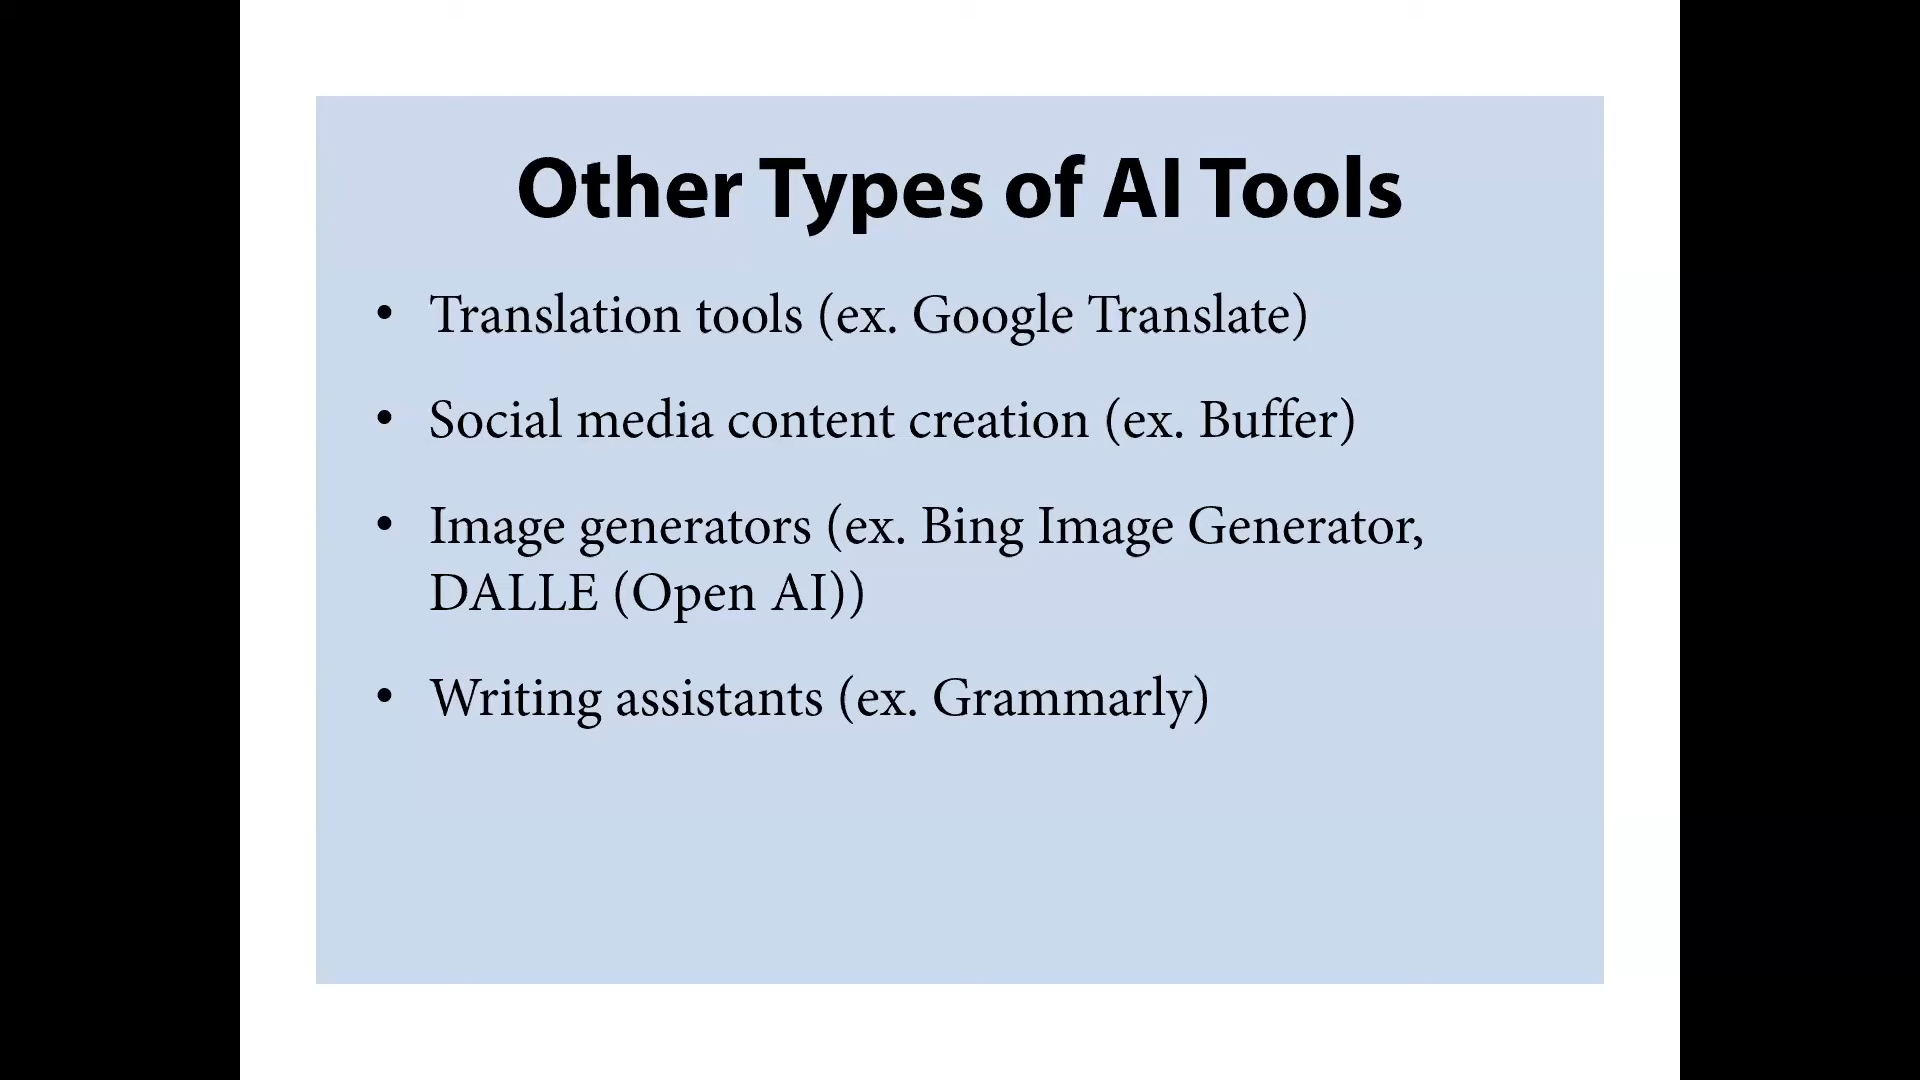 Other Types of AI Tools
• Translation tools (ex. Google Translate)
• Social media content creation (ex. Buffer)
• Image generators (ex. Bing Image Generator,
DALLE (Open AI))
• Writing assistants (ex. Grammarly)